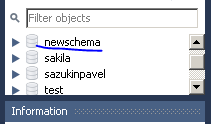 Filter objects
newschema
sakila
sazukinpavel
test
Information